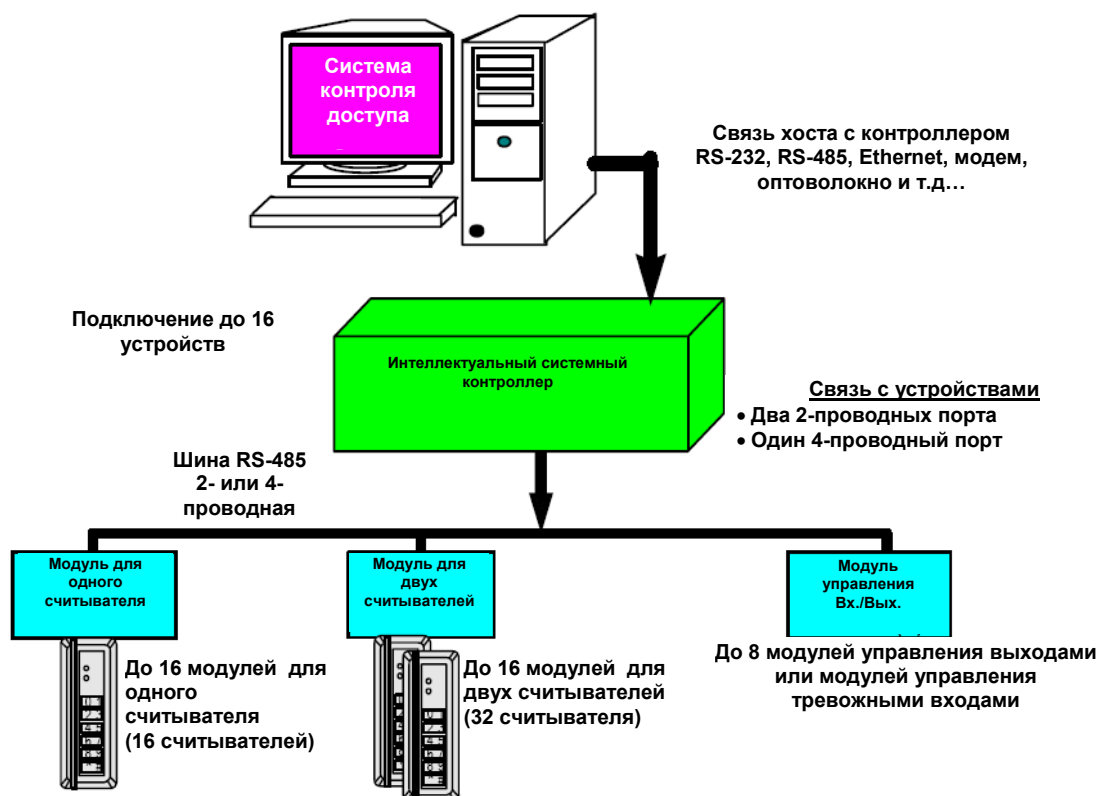 Система
контроля
доступа
Связь хоста с контроллером
RS-232, RS-485, Ethernet, модем,
оптоволокно и т.д…
Подключение до 16
устройств
Интеллектуальный системный
контроллер
Связь с устройствами
• Два 2-проводных порта
• Один 4-проводный порт
Шина RS-485
2- или 4-
проводная
Модуль для
одного
считывателя
Модуль для
двух
считывателей
Модуль
управления
Вх./Вых.
До 16 модулей для
одного
считывателя
(16 считывателей)
До 16 модулей для
двух считывателей
(32 считывателя)
До 8 модулей управления выходами
или модулей управления
тревожными входами